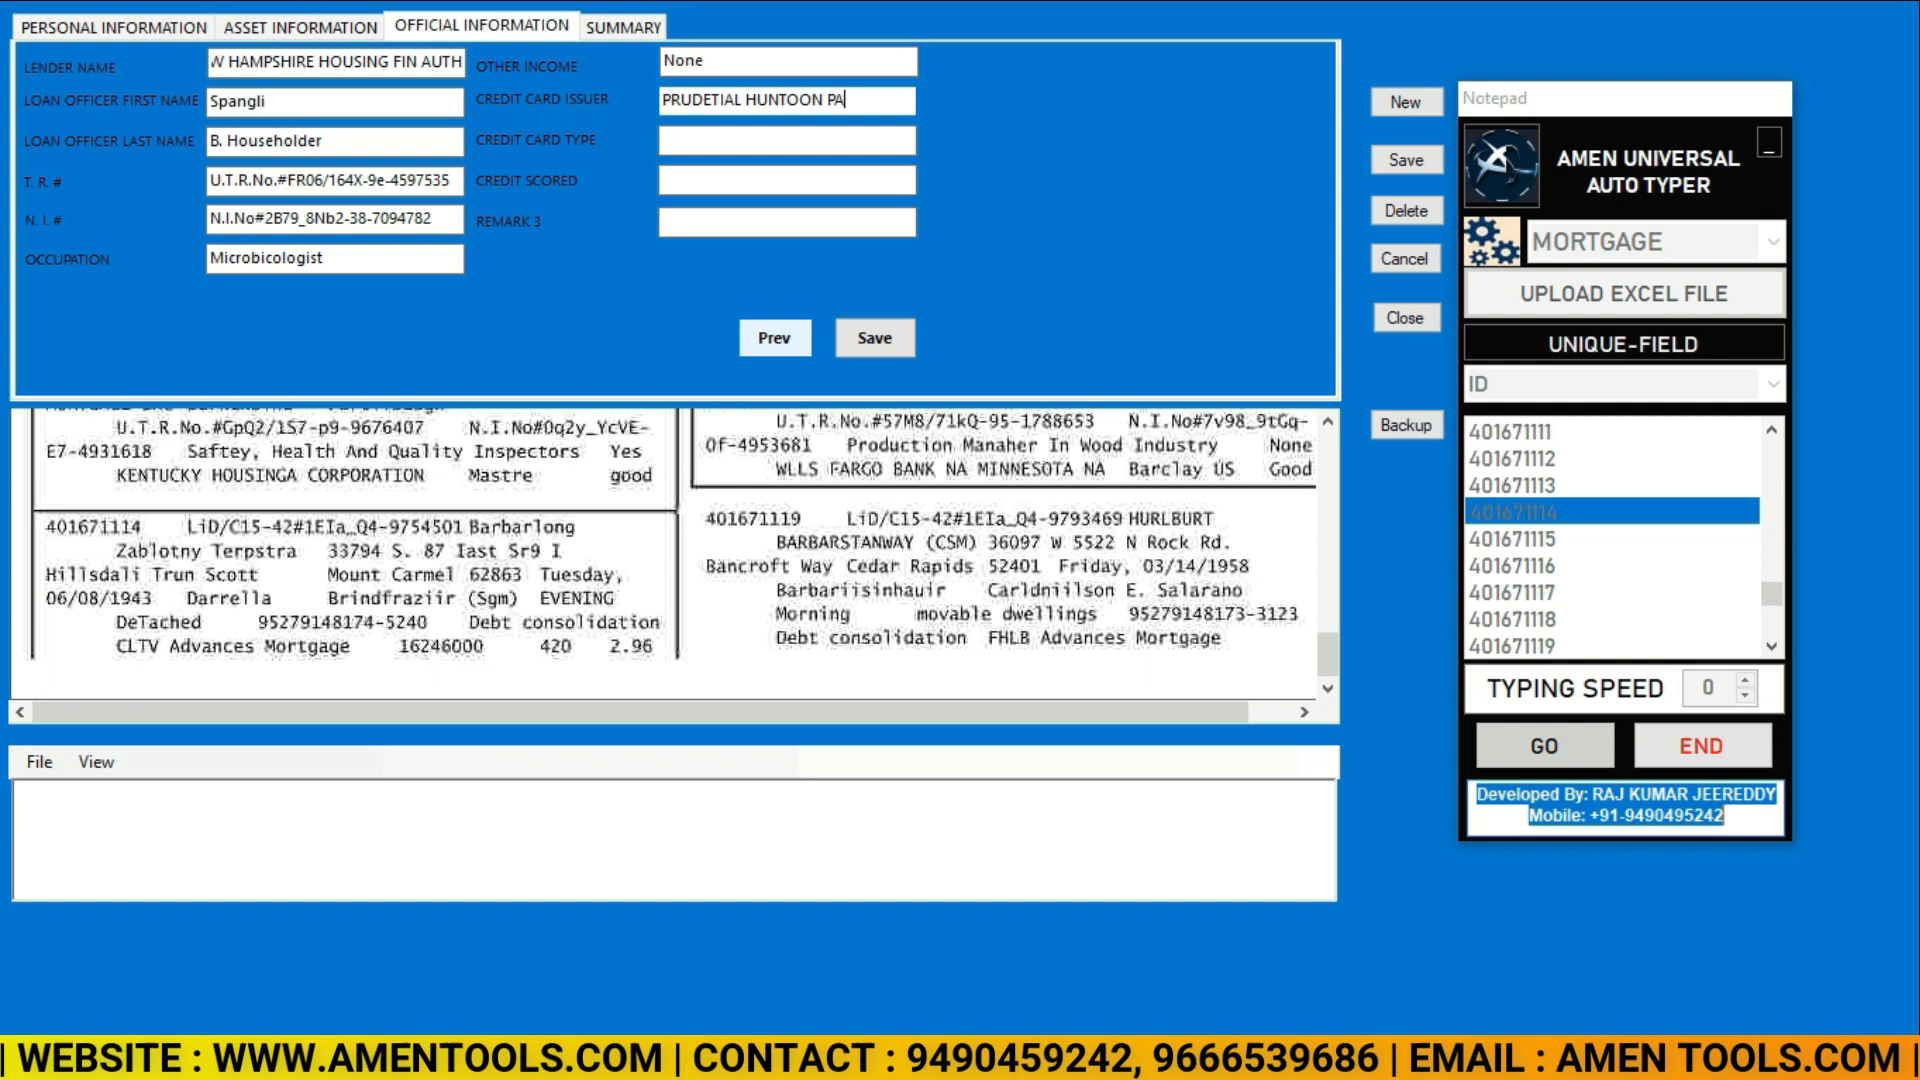 PERSONAL INFORMATION ASSET INFORMATION OFFICIAL INFORMATION SUMMARY
LENDER NAME W HAMPSHIRE HOUSING FIN AUTH OTHER INCOME None
LOAN OFFICER FIRST NAME Spangli CREDIT CARD ISSUER PRUDETIAL HUNTOON PA
LOAN OFFICER LAST NAME B. Householder CREDIT CARD TYPE
T. R. # U.T.R.No.#FR06/164X-9e-4597535 CREDIT SCORED
N. I. # N.I.No#2B79_8Nb2-38-7094782 REMARK 3
OCCUPATION Microbicologist
Prev Save
New
Save
Delete
Cancel
Close
Backup
U.T.R.No.#GpQ2/1S7-p9-9676407 N.I.No#0q2y_YcVE-
E7-4931618 Saftey, Health And Quality Inspectors Yes
KENTUCKY HOUSINGA CORPORATION Mastre good
401671114 LiD/C15-42#1EIa_Q4-9754501 Barbarlong
Zablotny Terpstra 33794 S. 87 Iast Sr9 I
Hillsdali Trun Scott Mount Carmel 62863 Tuesday,
06/08/1943 Darrella Brindfraziir (Sgm) EVENING
DeTached 95279148174-5240 Debt consolidation
CLTV Advances Mortgage 16246000 420 2.96
U.T.R.No.#57M8/71kQ-95-1788653 N.I.No#7v98_9tGq-
0f-4953681 Production Manaher In Wood Industry None
WLLS FARGO BANK NA MINNESOTA NA Barclay US Good
401671119 LiD/C15-42#1EIa_Q4-9793469 HURLBURT
BARBARSTANWAY (CSM) 36097 W 5522 N Rock Rd.
Bancroft Way Cedar Rapids 52401 Friday, 03/14/1958
Barbariisinhauir Carldniilson E. Salarano
Morning movable dwellings 95279148173-3123
Debt consolidation FHLB Advances Mortgage
File View
Notepad
_
AMEN UNIVERSAL
AUTO TYPER
MORTGAGE
UPLOAD EXCEL FILE
UNIQUE-FIELD
ID
401671111
401671112
401671113
401671114
401671115
401671116
401671117
401671118
401671119
TYPING SPEED 0
GO END
Developed By: RAJ KUMAR JEEREDDY
Mobile: +91-9490495242
| WEBSITE : WWW.AMENTOOLS.COM | CONTACT : 9490459242, 9666539686 | EMAIL : AMEN TOOLS.COM |